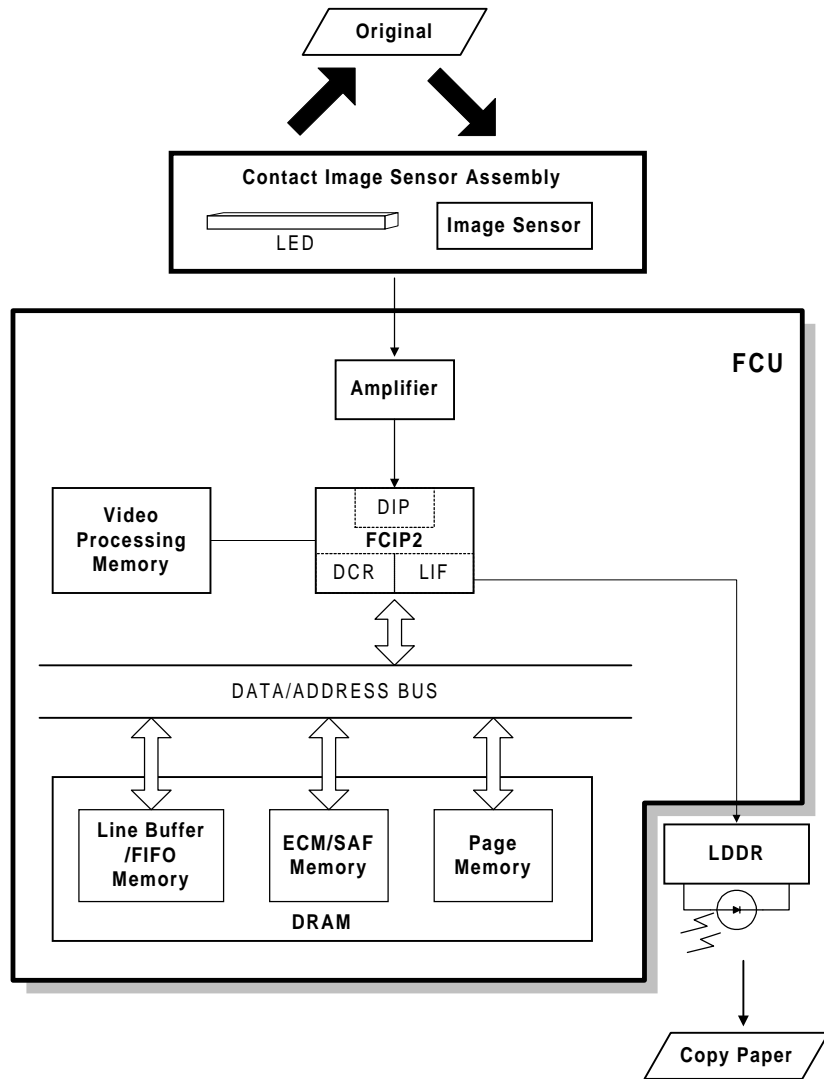 Original
Contact Image Sensor Assembly
LED
Image Sensor
FCU
Amplifier
Video
Processing
Memory
DIP
FCIP2
DCR
LIF
DATA/ADDRESS BUS
Line Buffer
/FIFO
Memory
ECM/SAF
Memory
Page
Memory
DRAM
LDDR
Copy Paper